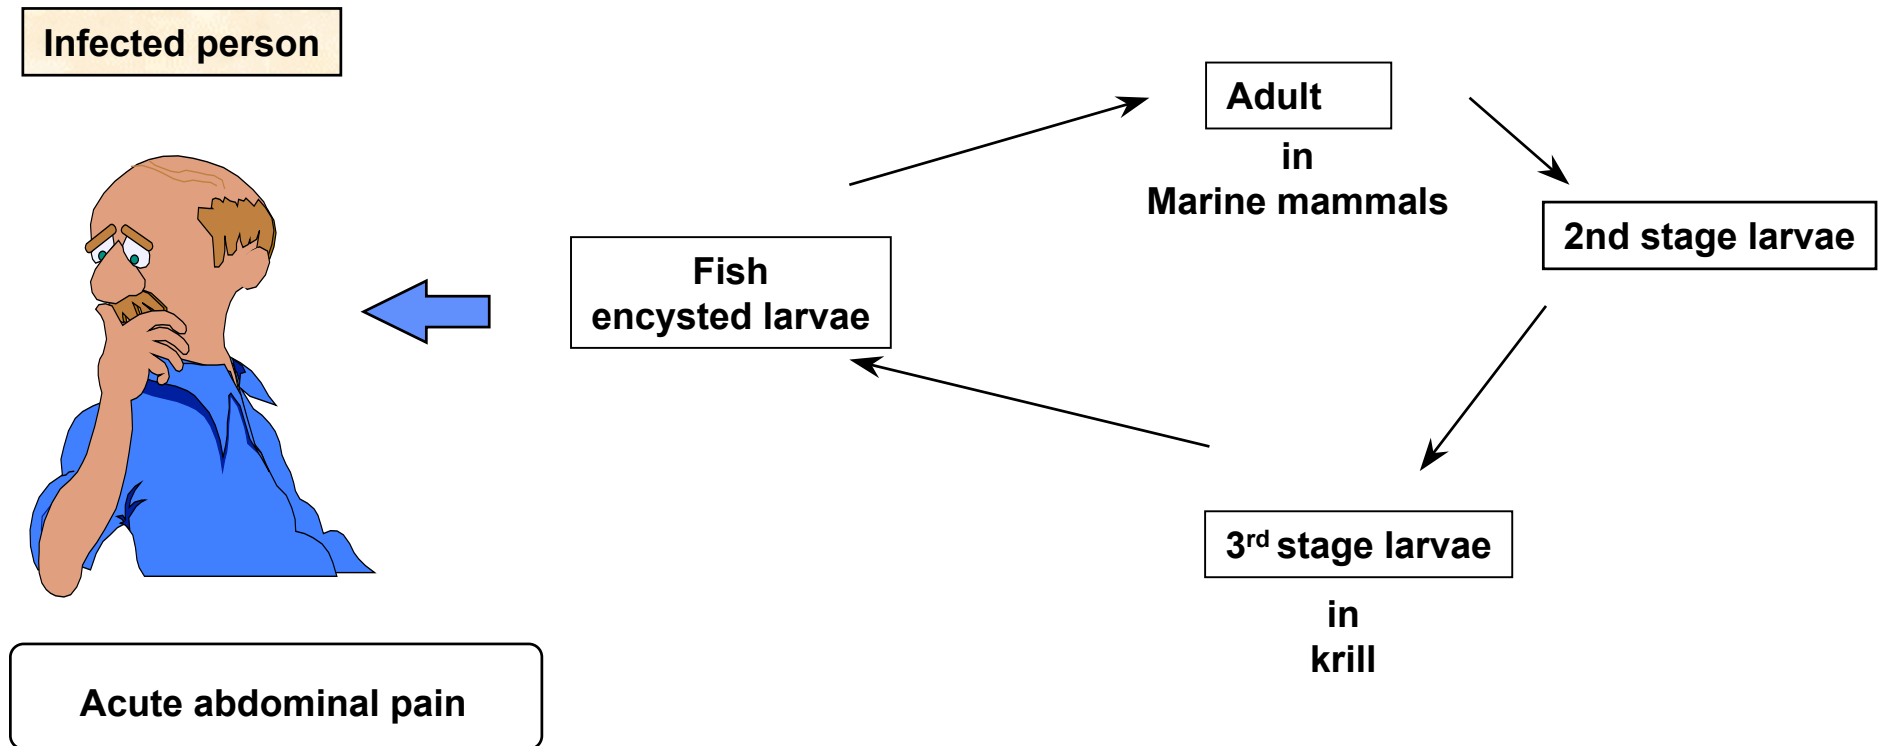 Infected person
Adult
in
Marine mammals
2nd stage larvae
Fish
encysted larvae
3rd stage larvae
in
krill
Acute abdominal pain